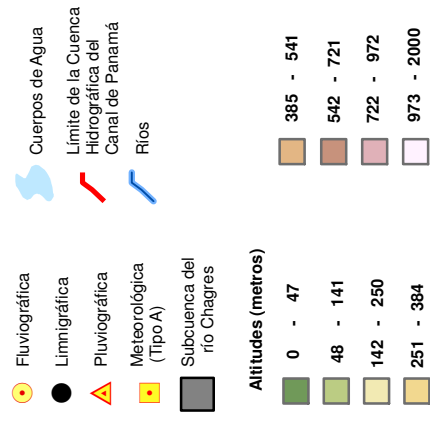 Fluviográfica
Limnigráfica
Pluviográfica
Meteorológica
(Tipo A)
Subcuenca del
río Chagres
Cuerpos de Agua
Límite de la Cuenca
Hidrográfica del
Canal de Panamá
Ríos
Altitudes (metros)
0 - 47
48 - 141
142 - 250
251 - 384
385 - 541
542 - 721
722 - 972
973 - 2000